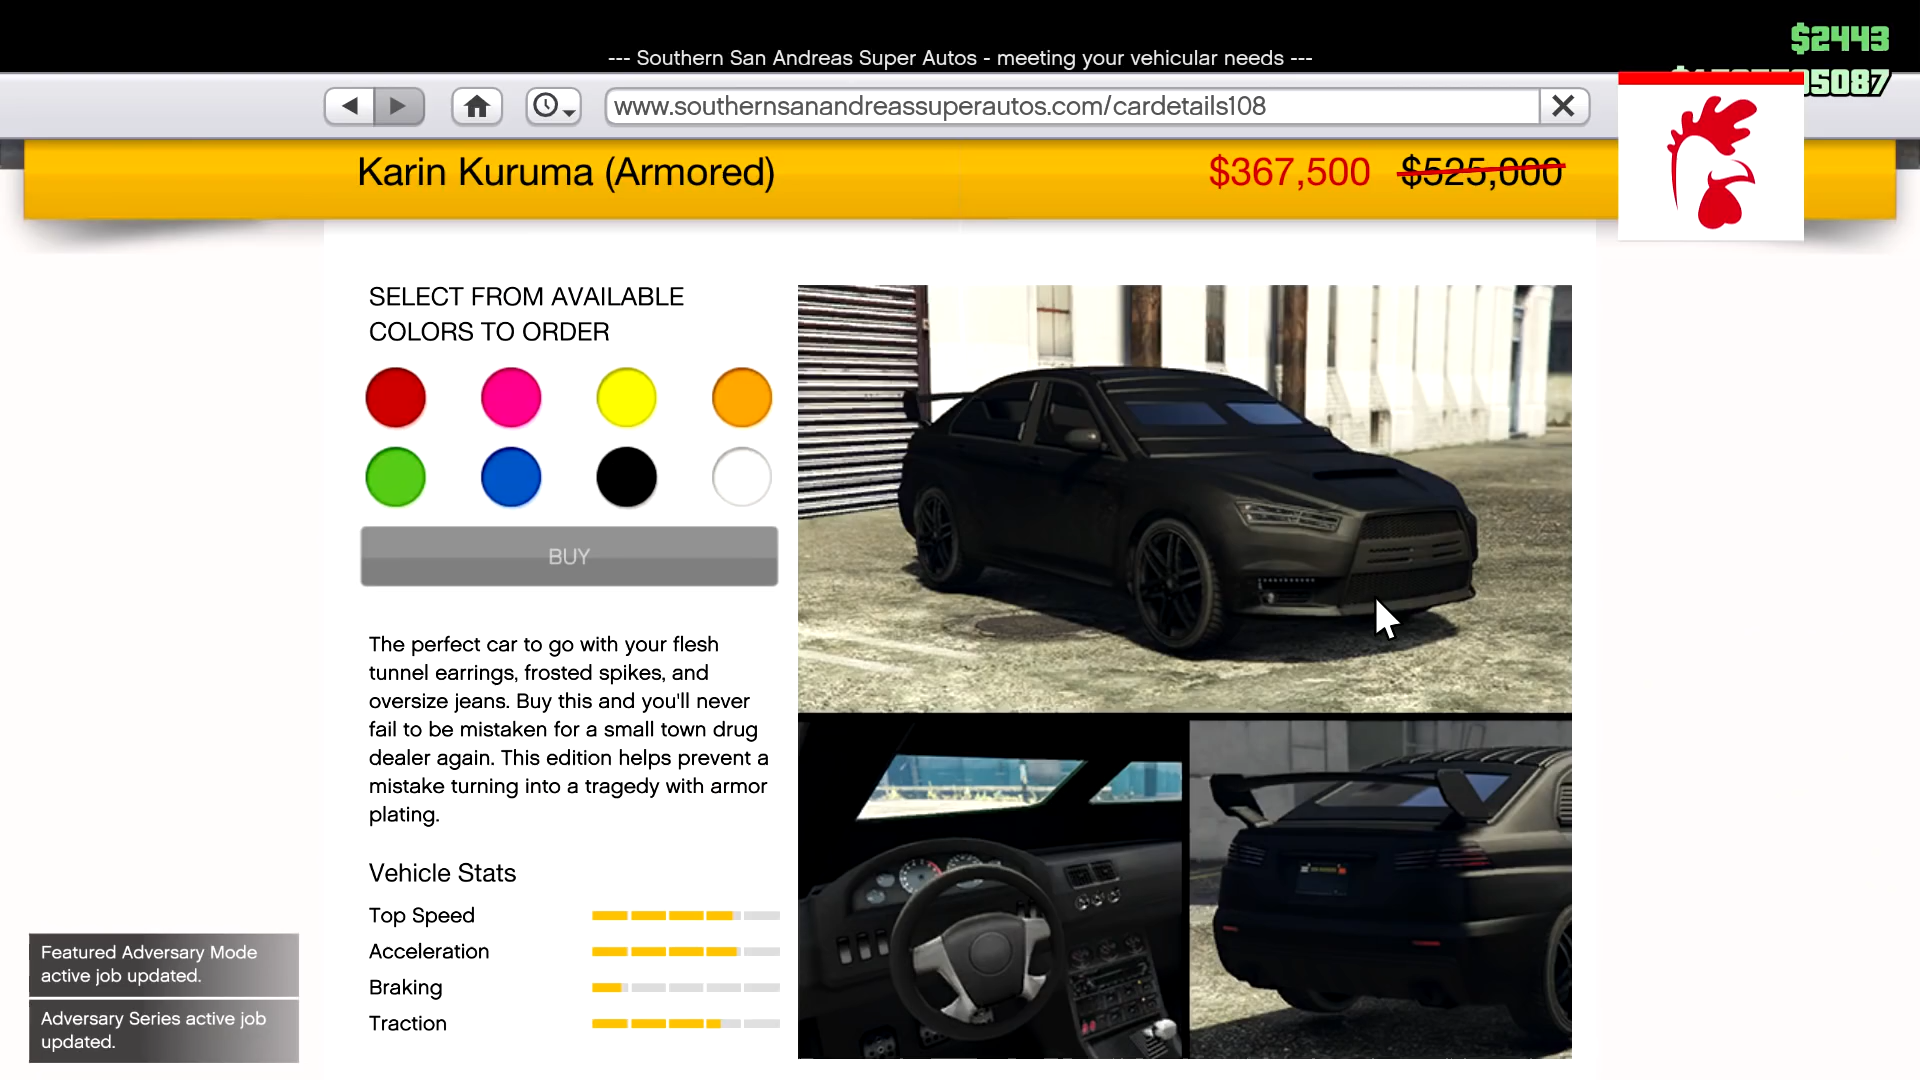 $2443
--- Southern San Andreas Super Autos - meeting your vehicular needs ---
5087
www.southernsanandreassuperautos.com/cardetails108
Karin Kuruma (Armored)
$367,500 $525,000
SELECT FROM AVAILABLE
COLORS TO ORDER
BUY
The perfect car to go with your flesh
tunnel earrings, frosted spikes, and
oversize jeans. Buy this and you'll never
fail to be mistaken for a small town drug
dealer again. This edition helps prevent a
mistake turning into a tragedy with armor
plating.
Vehicle Stats
Top Speed
Acceleration
Braking
Traction
Featured Adversary Mode
active job updated.
Adversary Series active job
updated.